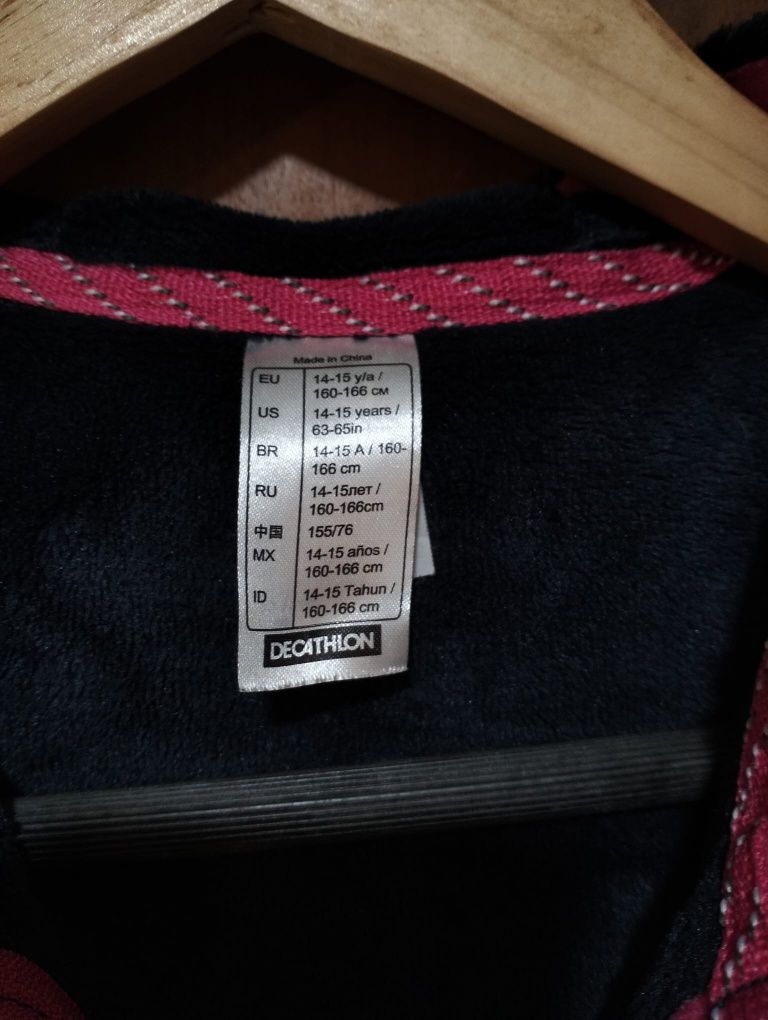 Made in China
EU 14-15 y/a /
160-166 см
US 14-15 years /
63-65in
BR 14-15 A / 160-
166 cm
RU 14-15лет /
160-166cm
中国 155/76
MX 14-15 años /
160-166 cm
ID 14-15 Tahun /
160-166 cm
DECATHLON